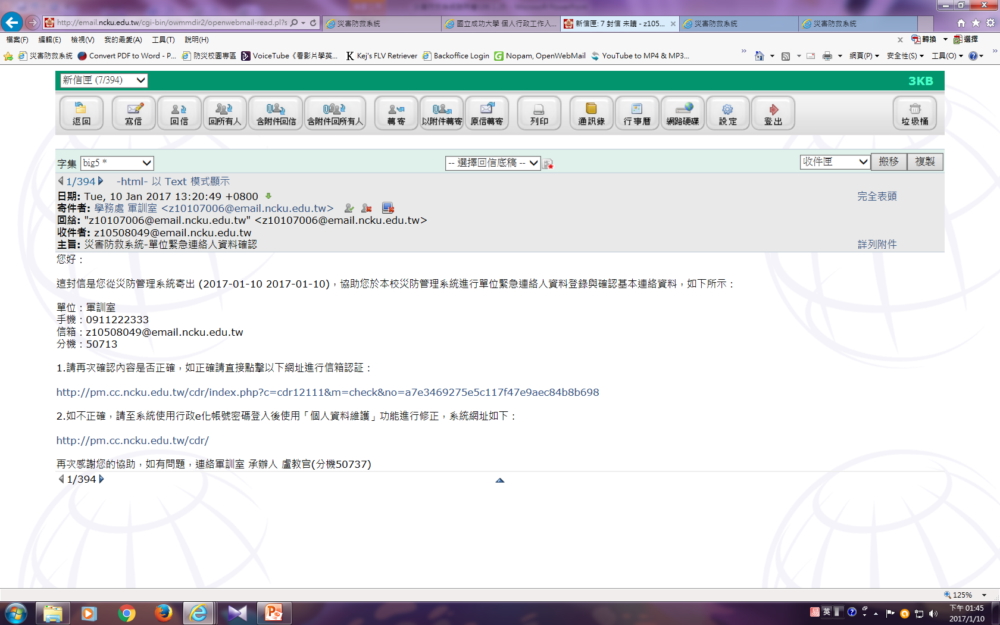 http://email.ncku.edu.tw/cgi-bin/owmmdir2/openwebmail-read.pl?s
災害防救系統
國立成功大學 個人行政工作入...
新信匣: 7 封信 未讀 - z105...
災害防救系統
災害防救系統
檔案(F) 編輯(E) 檢視(V) 我的最愛(A) 工具(T) 說明(H)
x 轉換 選擇
災害防救系統 Convert PDF to Word - P... 防災校園專區 VoiceTube《看影片學英... Kej's FLV Retriever Backoffice Login Nopam, OpenWebMail YouTube to MP4 & MP3...
網頁(P) 安全性(S) 工具(O)
新信匣 (7/394)
3KB
返回 寫信 回信 回所有人 含附件回信 含附件回所有人 轉寄 以附件轉寄 原信轉寄 列印 通訊錄 行事曆 網路硬碟 設定 登出 垃圾桶
字集 big5 *
-- 選擇回信底稿 --
收件匣 搬移 複製
1/394 -html- 以 Text 模式顯示
日期: Tue, 10 Jan 2017 13:20:49 +0800
完全表頭
寄件者: 學務處 軍訓室 <z10107006@email.ncku.edu.tw>
回給: "z10107006@email.ncku.edu.tw" <z10107006@email.ncku.edu.tw>
收件者: z10508049@email.ncku.edu.tw
主旨: 災害防救系統-單位緊急連絡人資料確認
詳列附件
您好：
這封信是您從災防管理系統寄出 (2017-01-10 2017-01-10)，協助您於本校災防管理系統進行單位緊急連絡人資料登錄與確認基本連絡資料，如下所示：
單位：軍訓室
手機：0911222333
信箱：z10508049@email.ncku.edu.tw
分機：50713
1.請再次確認內容是否正確，如正確請直接點擊以下網址進行信箱認証：
http://pm.cc.ncku.edu.tw/cdr/index.php?c=cdr12111&m=check&no=a7e3469275e5c117f47e9aec84b8b698
2.如不正確，請至系統使用行政e化帳號密碼登入後使用「個人資料維護」功能進行修正，系統網址如下：
http://pm.cc.ncku.edu.tw/cdr/
再次感謝您的協助，如有問題，連絡軍訓室 承辦人 盧教官(分機50737)
1/394
125%
英
下午 01:45
2017/1/10